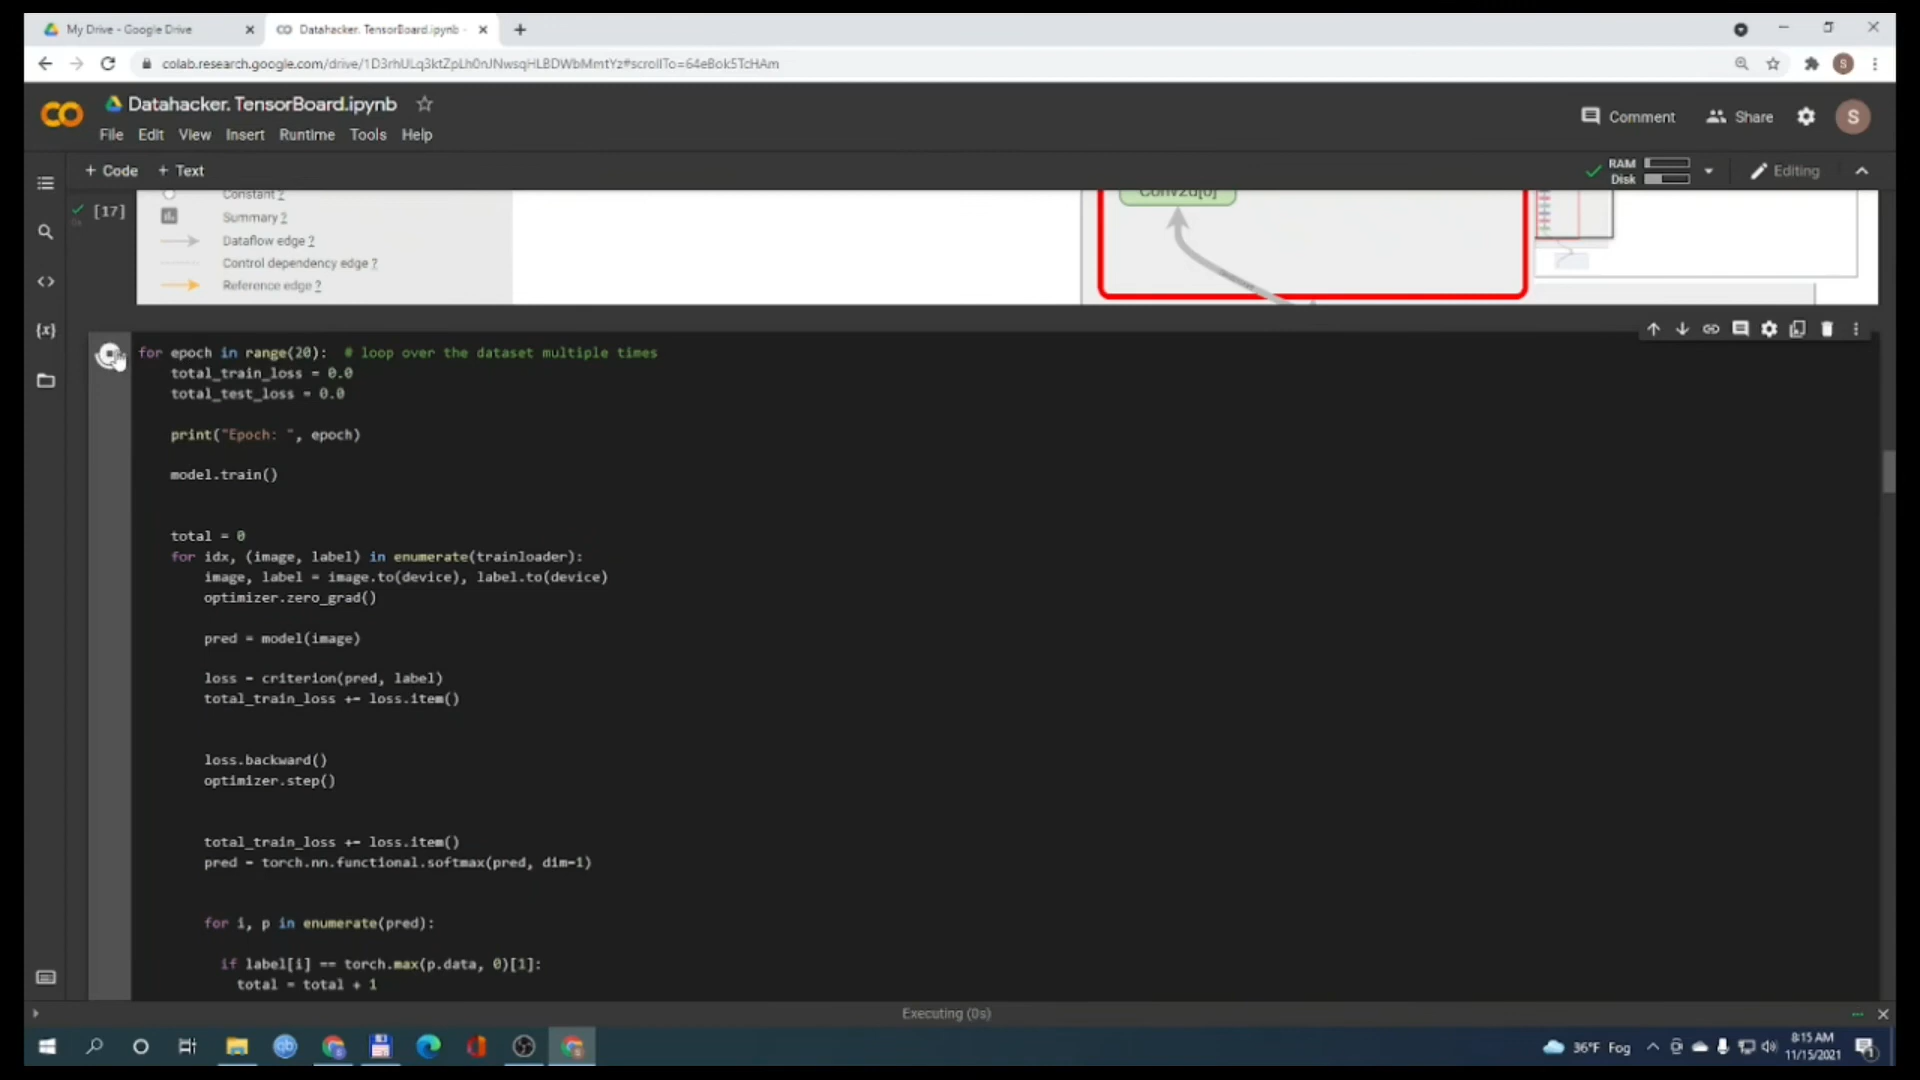 My Drive - Google Drive
Datahacker. TensorBoard.ipynb -
colab.research.google.com/drive/1D3rhULq3ktZpLh0nJNwsqHLBDWbMmtYz#scrollTo=64eBok5TcHAm
S
CO
Datahacker. TensorBoard.ipynb
File Edit View Insert Runtime Tools Help
Comment
Share
S
+ Code + Text
RAM
Disk
Editing
[17]
Constant ?
Summary ?
Dataflow edge ?
Control dependency edge ?
Reference edge ?
Conv2d[0]
for epoch in range(20):  # loop over the dataset multiple times
total_train_loss = 0.0
total_test_loss = 0.0
print("Epoch: ", epoch)
model.train()
total = 0
for idx, (image, label) in enumerate(trainloader):
image, label = image.to(device), label.to(device)
optimizer.zero_grad()
pred = model(image)
loss = criterion(pred, label)
total_train_loss += loss.item()
loss.backward()
optimizer.step()
total_train_loss += loss.item()
pred = torch.nn.functional.softmax(pred, dim=1)
for i, p in enumerate(pred):
if label[i] == torch.max(p.data, 0)[1]:
total = total + 1
Executing (0s)
36°F Fog
8:15 AM
11/15/2021